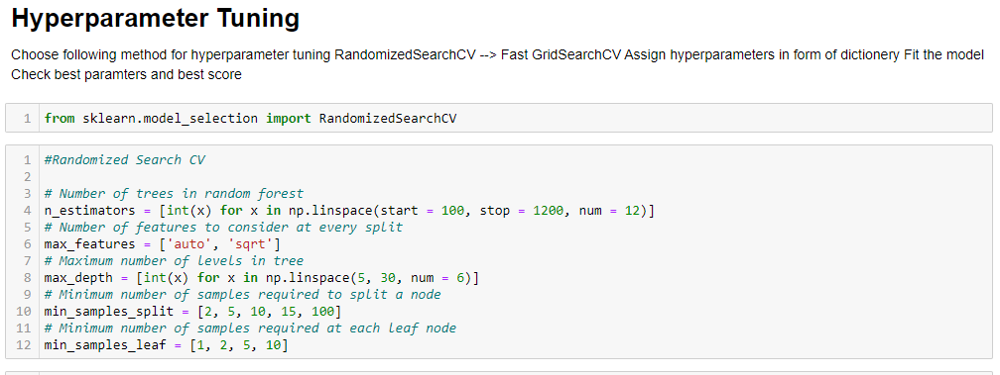 Hyperparameter Tuning
Choose following method for hyperparameter tuning RandomizedSearchCV --> Fast GridSearchCV Assign hyperparameters in form of dictionery Fit the model
Check best paramters and best score
1 from sklearn.model_selection import RandomizedSearchCV
1 #Randomized Search CV
2
3 # Number of trees in random forest
4 n_estimators = [int(x) for x in np.linspace(start = 100, stop = 1200, num = 12)]
5 # Number of features to consider at every split
6 max_features = ['auto', 'sqrt']
7 # Maximum number of levels in tree
8 max_depth = [int(x) for x in np.linspace(5, 30, num = 6)]
9 # Minimum number of samples required to split a node
10 min_samples_split = [2, 5, 10, 15, 100]
11 # Minimum number of samples required at each leaf node
12 min_samples_leaf = [1, 2, 5, 10]